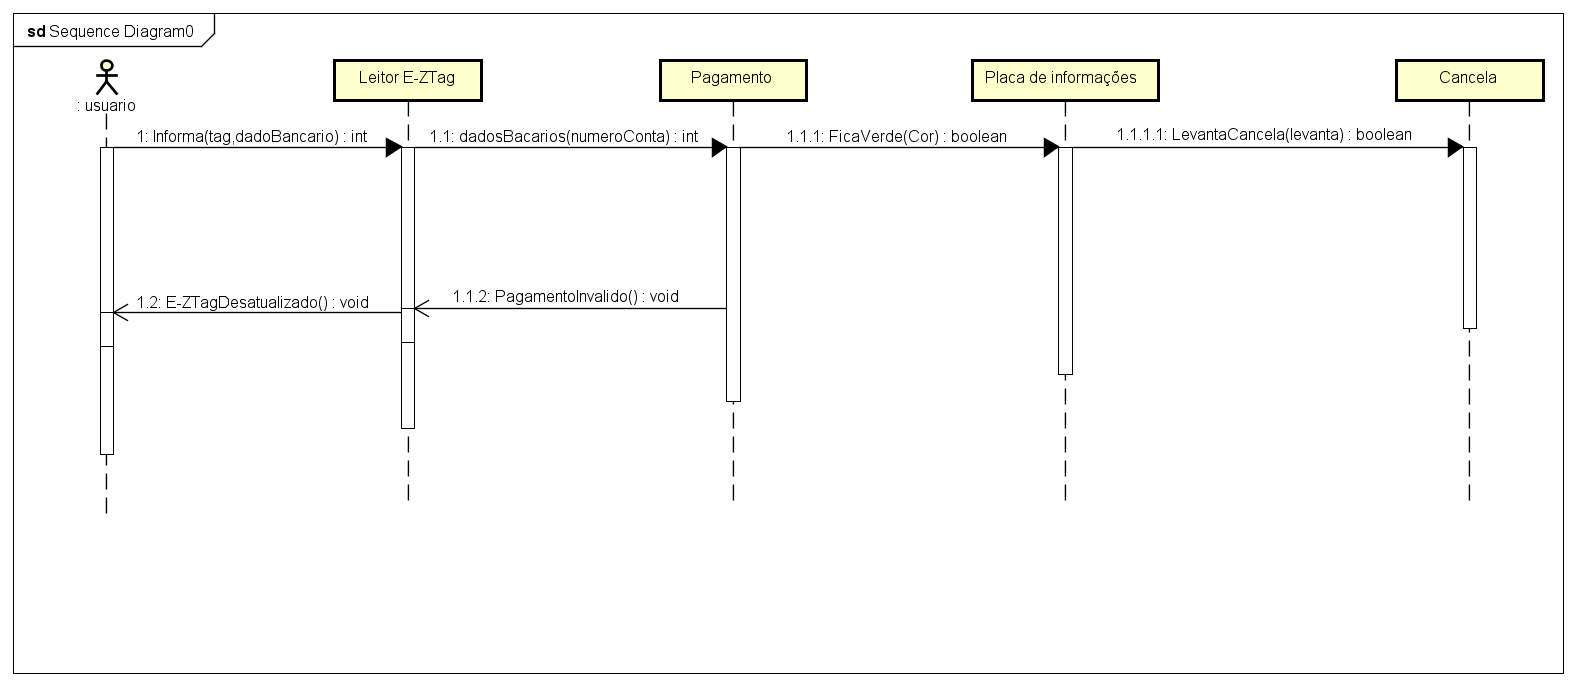 sd Sequence Diagram0
: usuario
Leitor E-ZTag
Pagamento
Placa de informações
Cancela
1: Informa(tag,dadoBancario) : int
1.1: dadosBacarios(numeroConta) : int
1.1.1: FicaVerde(Cor) : boolean
1.1.1.1: LevantaCancela(levanta) : boolean
1.2: E-ZTagDesatualizado() : void
1.1.2: PagamentoInvalido() : void